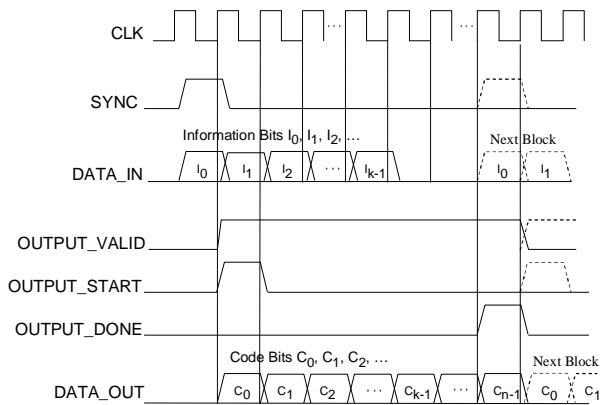 CLK ... ...
SYNC
Information Bits I0, I1, I2, ...
Next Block
DATA_IN I0 I1 I2 ... Ik-1 I0 I1
OUTPUT_VALID
OUTPUT_START
OUTPUT_DONE
Code Bits C0, C1, C2, ...
Next Block
DATA_OUT C0 C1 C2 ... Ck-1 ... Cn-1 C0 C1